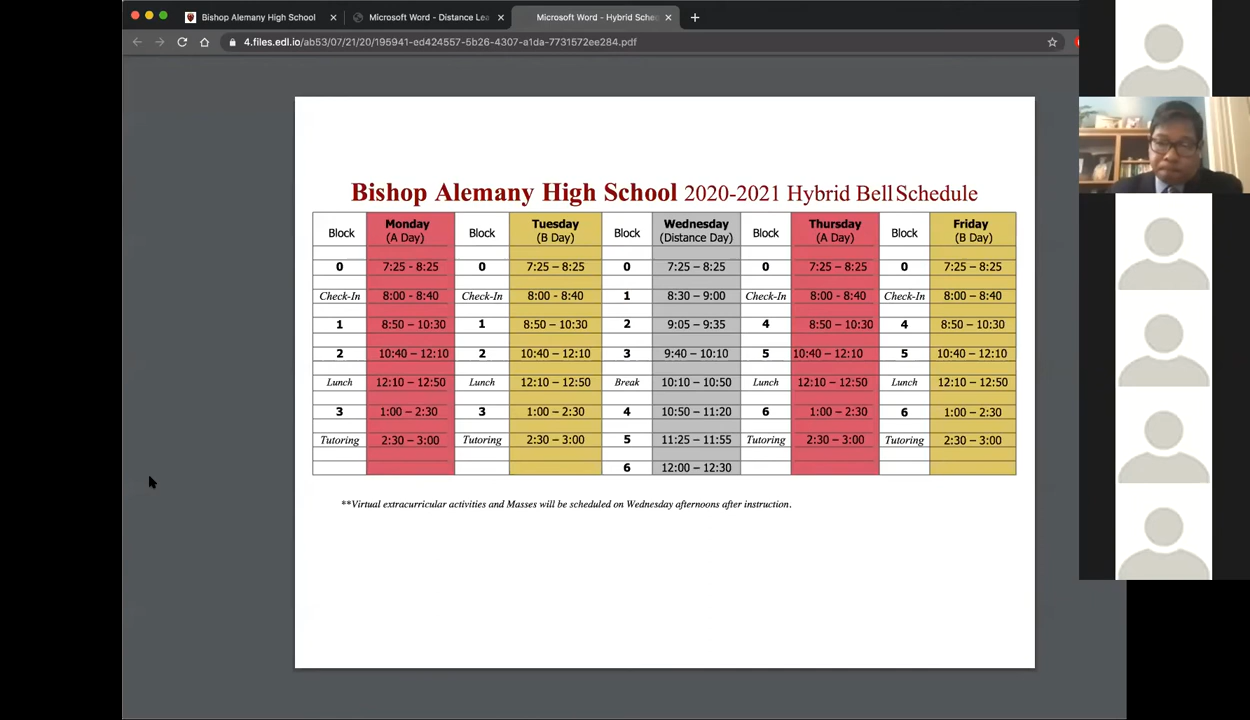 Bishop Alemany High School
Microsoft Word - Distance Lea
Microsoft Word - Hybrid Sched
4.files.edl.io/ab53/07/21/20/195941-ed424557-5b26-4307-a1da-7731572ee284.pdf
Bishop Alemany High School 2020-2021 Hybrid Bell Schedule
Block Monday (A Day) Block Tuesday (B Day) Block Wednesday (Distance Day) Block Thursday (A Day) Block Friday (B Day)
0 7:25 - 8:25 0 7:25 – 8:25 0 7:25 – 8:25 0 7:25 – 8:25 0 7:25 – 8:25
Check-In 8:00 - 8:40 Check-In 8:00 - 8:40 1 8:30 – 9:00 Check-In 8:00 - 8:40 Check-In 8:00 – 8:40
1 8:50 – 10:30 1 8:50 – 10:30 2 9:05 – 9:35 4 8:50 – 10:30 4 8:50 – 10:30
2 10:40 – 12:10 2 10:40 – 12:10 3 9:40 – 10:10 5 10:40 – 12:10 5 10:40 – 12:10
Lunch 12:10 – 12:50 Lunch 12:10 – 12:50 Break 10:10 – 10:50 Lunch 12:10 – 12:50 Lunch 12:10 – 12:50
3 1:00 – 2:30 3 1:00 – 2:30 4 10:50 – 11:20 6 1:00 – 2:30 6 1:00 – 2:30
Tutoring 2:30 – 3:00 Tutoring 2:30 – 3:00 5 11:25 – 11:55 Tutoring 2:30 – 3:00 Tutoring 2:30 – 3:00
6 12:00 – 12:30
**Virtual extracurricular activities and Masses will be scheduled on Wednesday afternoons after instruction.